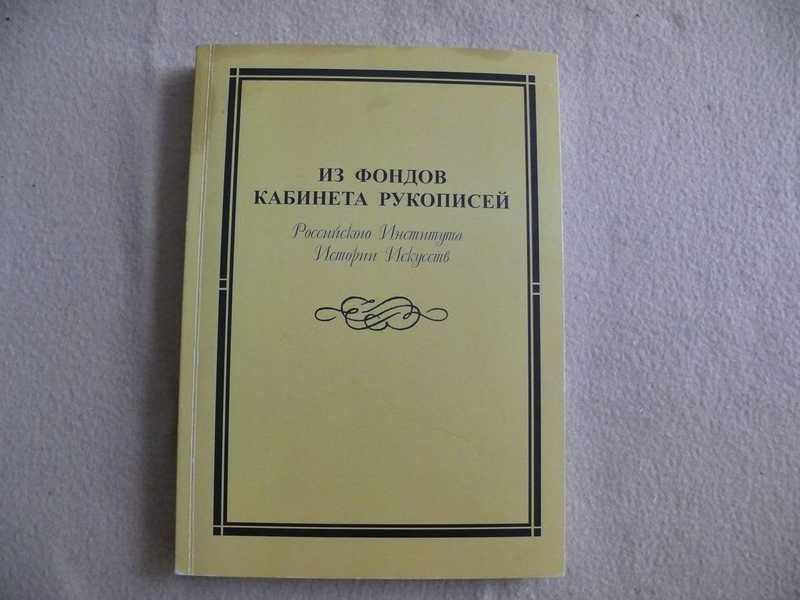 ИЗ ФОНДОВ
КАБИНЕТА РУКОПИСЕЙ
Российского Института
Истории Искусств